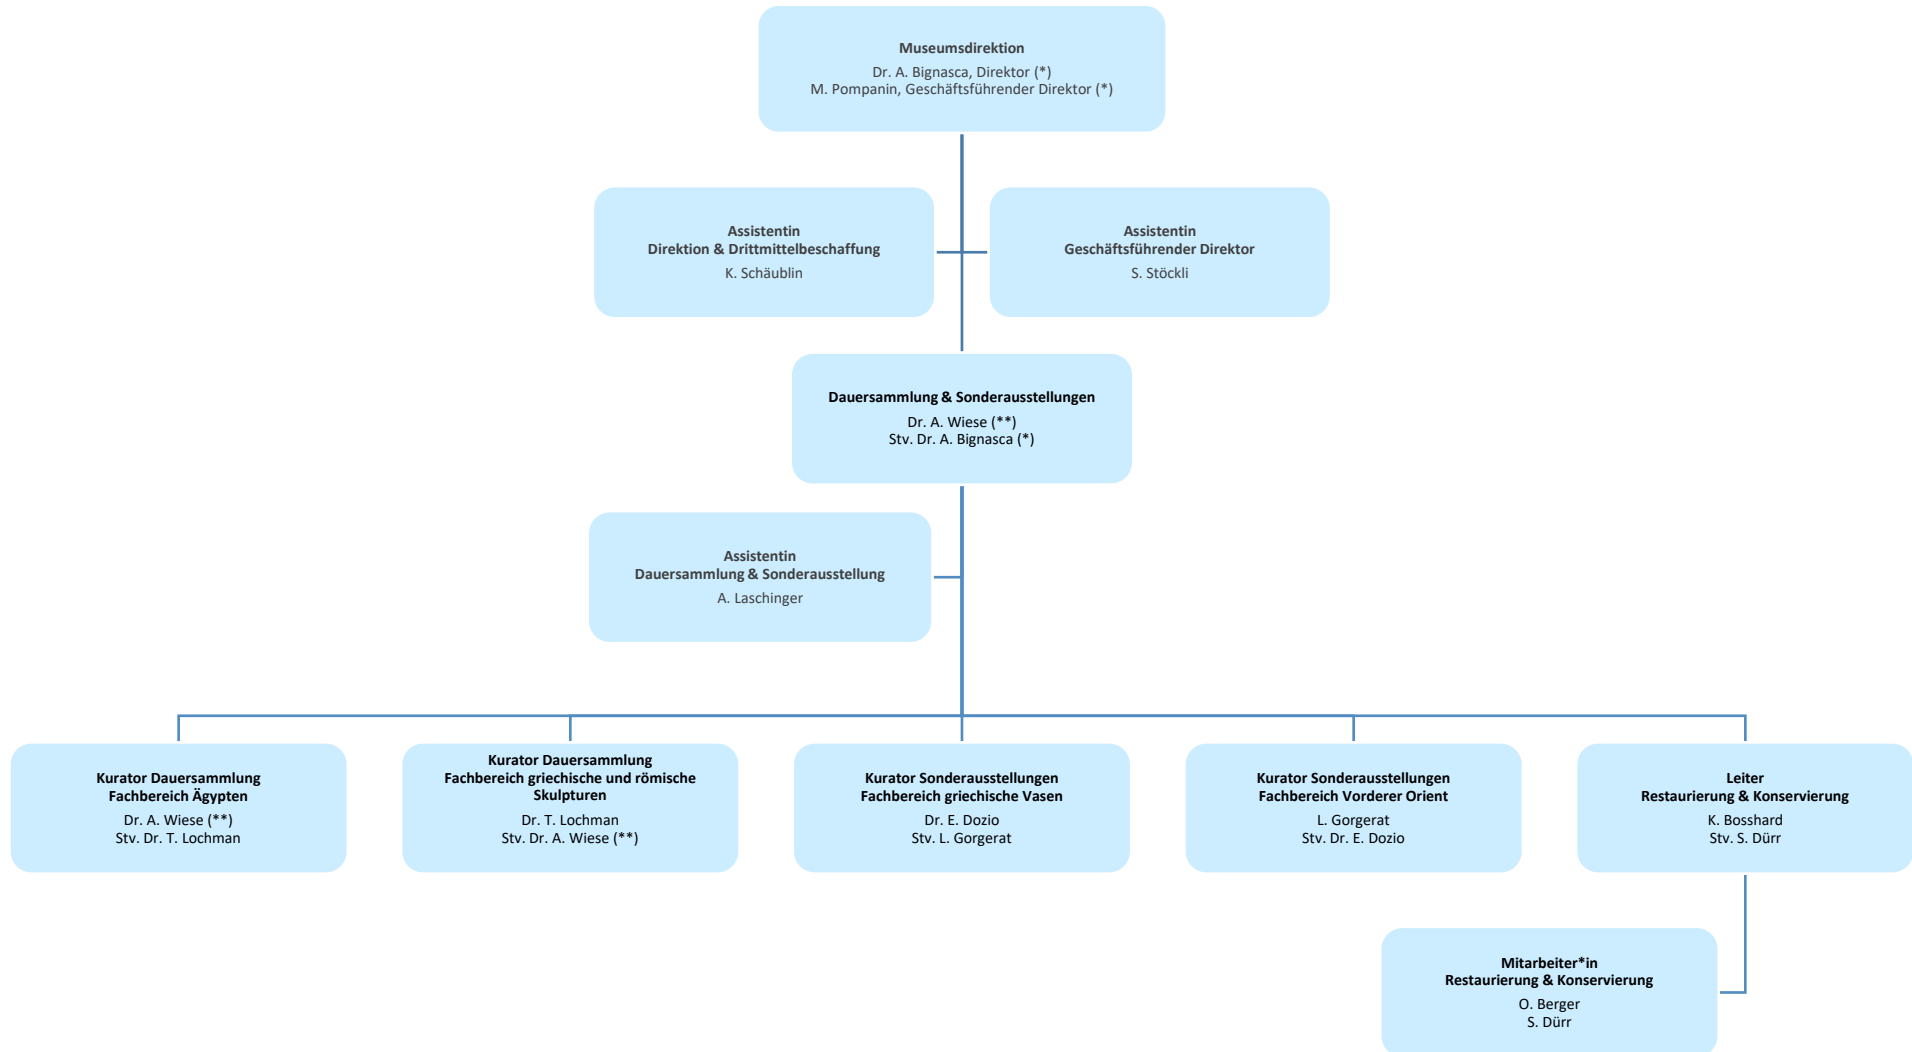 Museumsdirektion
Dr. A. Bignasca, Direktor (*)
M. Pompanin, Geschäftsführender Direktor (*)
Assistentin
Direktion & Drittmittelbeschaffung
K. Schäublin
Assistentin
Geschäftsführender Direktor
S. Stöckli
Dauersammlung & Sonderausstellungen
Dr. A. Wiese (**)
Stv. Dr. A. Bignasca (*)
Assistentin
Dauersammlung & Sonderausstellung
A. Laschinger
Kurator Dauersammlung
Fachbereich Ägypten
Dr. A. Wiese (**)
Stv. Dr. T. Lochman
Kurator Dauersammlung
Fachbereich griechische und römische
Skulpturen
Dr. T. Lochman
Stv. Dr. A. Wiese (**)
Kurator Sonderausstellungen
Fachbereich griechische Vasen
Dr. E. Dozio
Stv. L. Gorgerat
Kurator Sonderausstellungen
Fachbereich Vorderer Orient
L. Gorgerat
Stv. Dr. E. Dozio
Leiter
Restaurierung & Konservierung
K. Bosshard
Stv. S. Dürr
Mitarbeiter*in
Restaurierung & Konservierung
O. Berger
S. Dürr